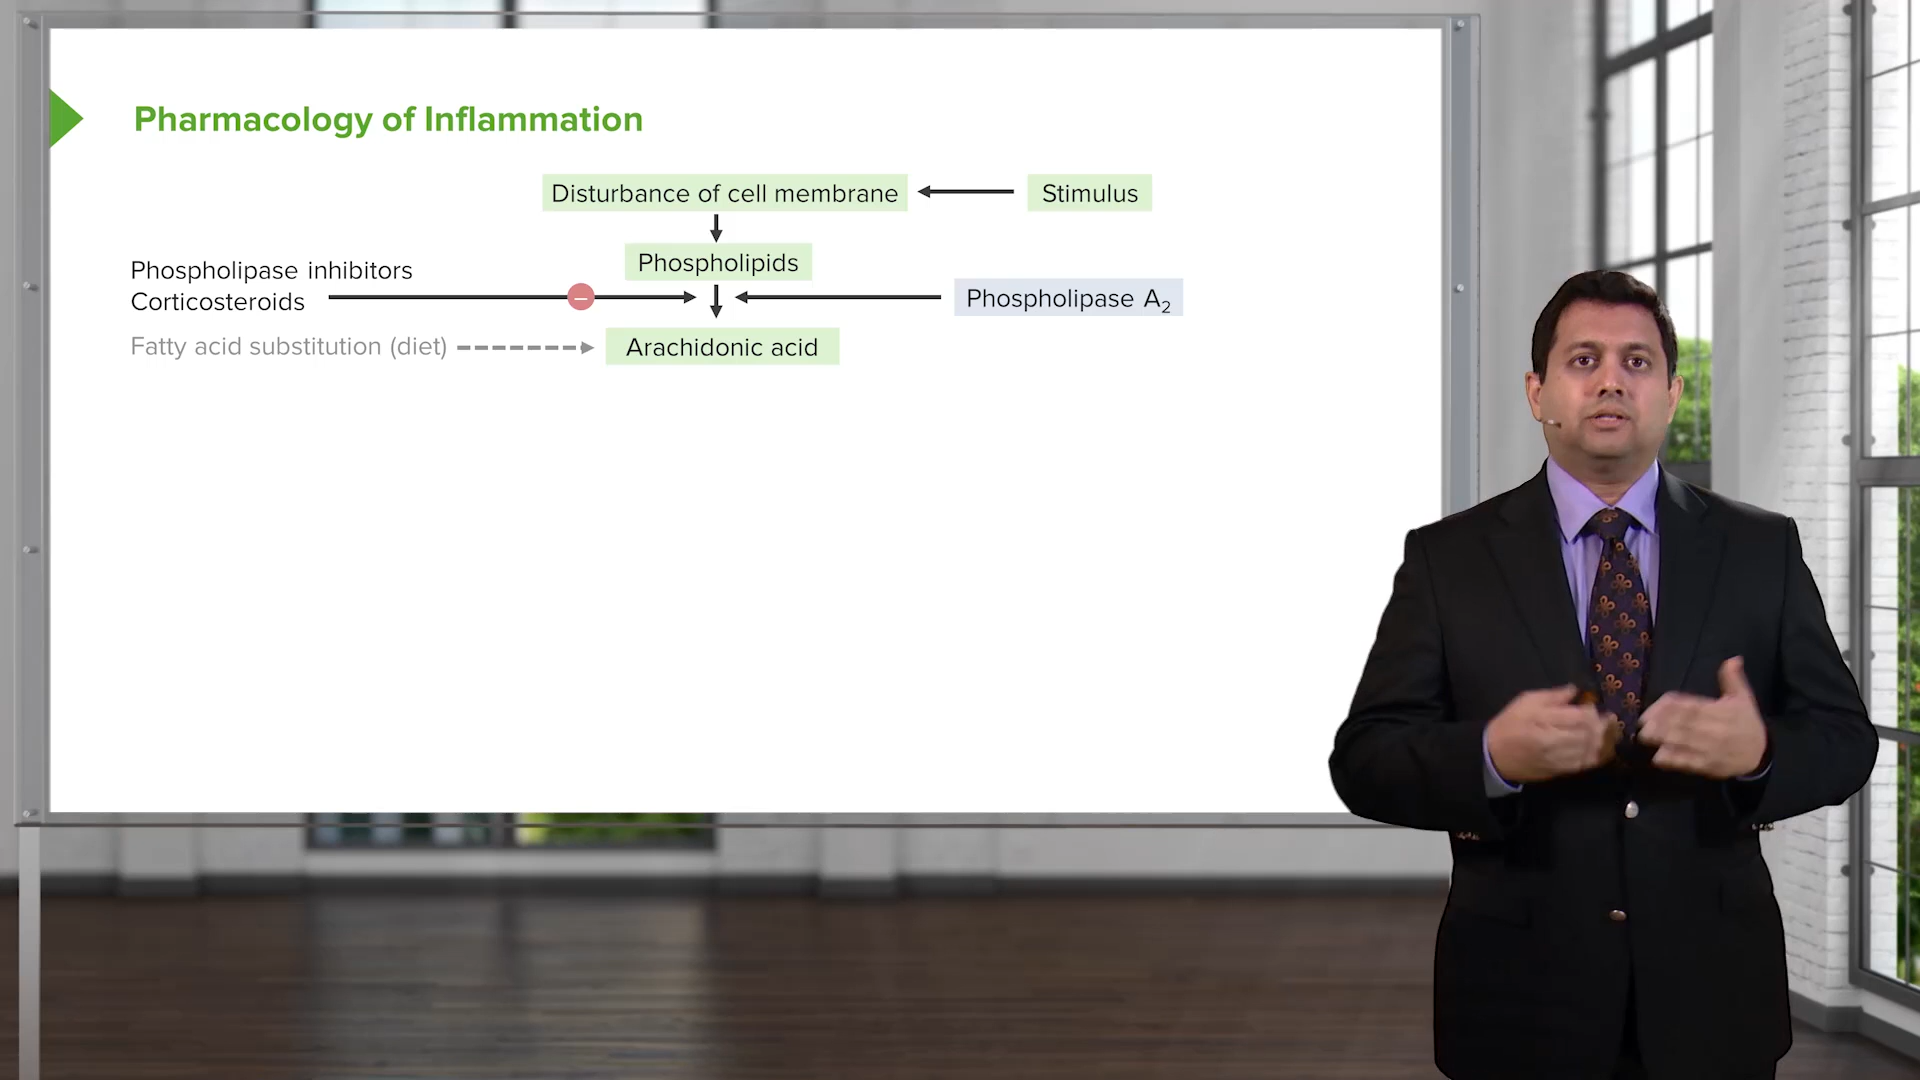 Pharmacology of Inflammation
Disturbance of cell membrane
Stimulus
Phospholipids
Phospholipase inhibitors
Corticosteroids
–
Phospholipase A₂
Fatty acid substitution (diet)
Arachidonic acid